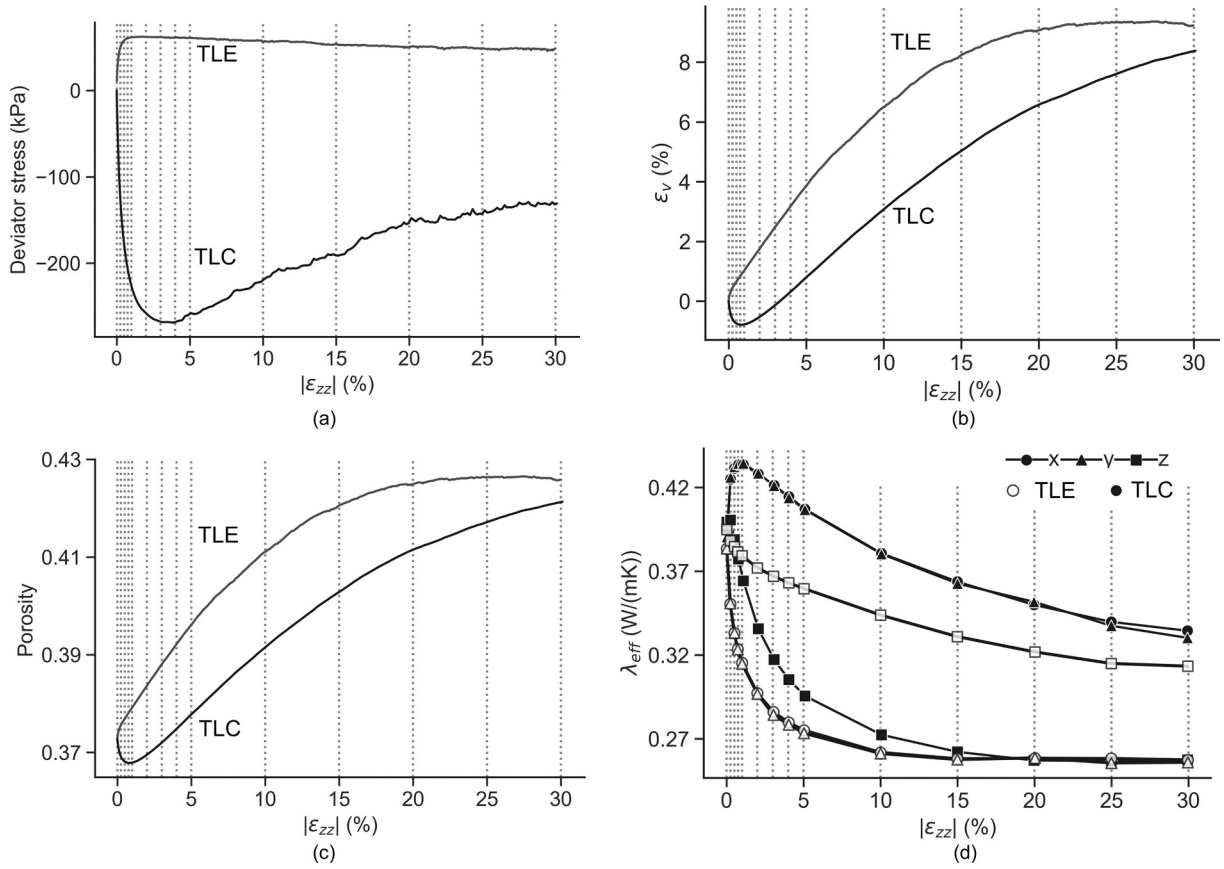 Deviator stress (kPa)
0
−100
−200
TLE
TLC
0 5 10 15 20 25 30
|εzz| (%)
(a)
εv (%)
8
6
4
2
0
TLE
TLC
0 5 10 15 20 25 30
|εzz| (%)
(b)
Porosity
0.43
0.41
0.39
0.37
TLE
TLC
0 5 10 15 20 25 30
|εzz| (%)
(c)
λeff (W/(mK))
0.42
0.37
0.32
0.27
x y z
TLE TLC
0 5 10 15 20 25 30
|εzz| (%)
(d)